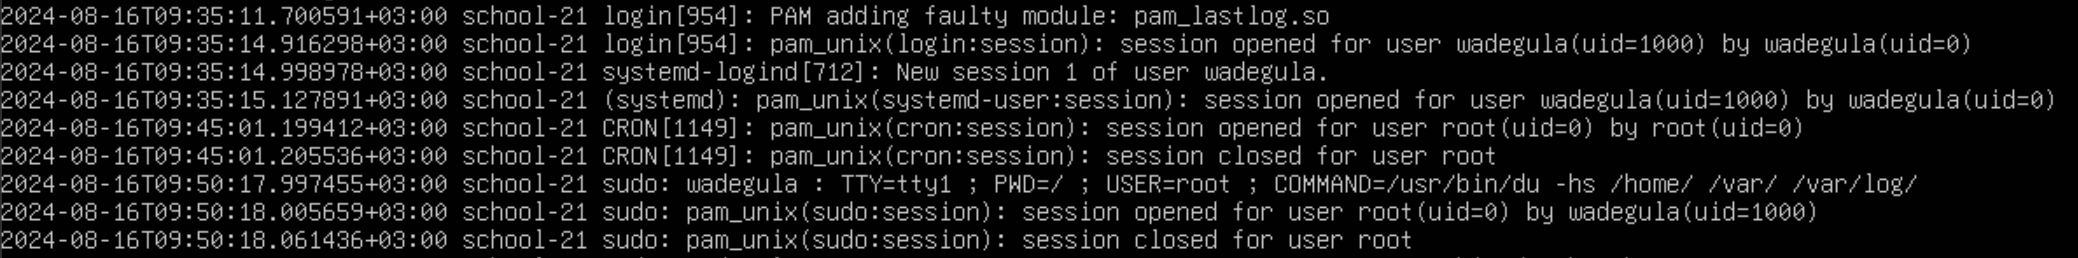 2024-08-16T09:35:11.700591+03:00 school-21 login[954]: PAM adding faulty module: pam_lastlog.so
2024-08-16T09:35:14.916298+03:00 school-21 login[954]: pam_unix(login:session): session opened for user wadegula(uid=1000) by wadegula(uid=0)
2024-08-16T09:35:14.998978+03:00 school-21 systemd-logind[712]: New session 1 of user wadegula.
2024-08-16T09:35:15.127891+03:00 school-21 (systemd): pam_unix(systemd-user:session): session opened for user wadegula(uid=1000) by wadegula(uid=0)
2024-08-16T09:45:01.199412+03:00 school-21 CRON[1149]: pam_unix(cron:session): session opened for user root(uid=0) by root(uid=0)
2024-08-16T09:45:01.205536+03:00 school-21 CRON[1149]: pam_unix(cron:session): session closed for user root
2024-08-16T09:50:17.997455+03:00 school-21 sudo: wadegula : TTY=tty1 ; PWD=/ ; USER=root ; COMMAND=/usr/bin/du -hs /home/ /var/ /var/log/
2024-08-16T09:50:18.005659+03:00 school-21 sudo: pam_unix(sudo:session): session opened for user root(uid=0) by wadegula(uid=1000)
2024-08-16T09:50:18.061436+03:00 school-21 sudo: pam_unix(sudo:session): session closed for user root